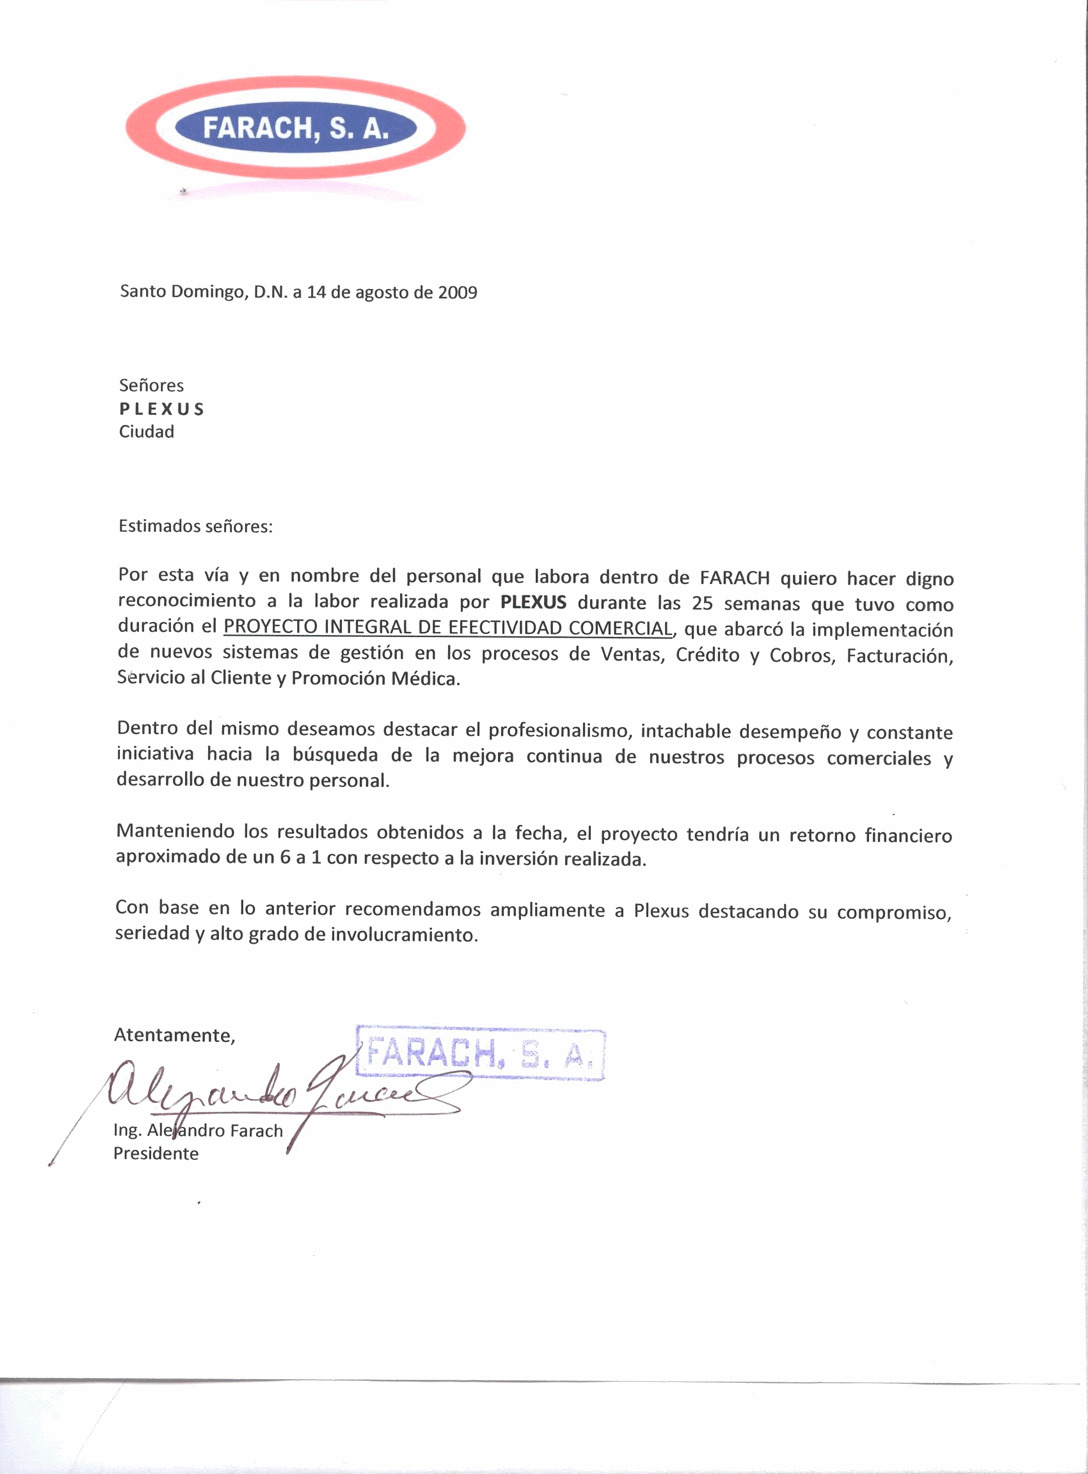 FARACH, S. A.
Santo Domingo, D.N. a 14 de agosto de 2009
Señores
P L E X U S
Ciudad
Estimados señores:
Por esta vía y en nombre del personal que labora dentro de FARACH quiero hacer digno
reconocimiento a la labor realizada por PLEXUS durante las 25 semanas que tuvo como
duración el PROYECTO INTEGRAL DE EFECTIVIDAD COMERCIAL, que abarcó la implementación
de nuevos sistemas de gestión en los procesos de Ventas, Crédito y Cobros, Facturación,
Servicio al Cliente y Promoción Médica.
Dentro del mismo deseamos destacar el profesionalismo, intachable desempeño y constante
iniciativa hacia la búsqueda de la mejora continua de nuestros procesos comerciales y
desarrollo de nuestro personal.
Manteniendo los resultados obtenidos a la fecha, el proyecto tendría un retorno financiero
aproximado de un 6 a 1 con respecto a la inversión realizada.
Con base en lo anterior recomendamos ampliamente a Plexus destacando su compromiso,
seriedad y alto grado de involucramiento.
Atentamente,
FARACH, S. A.
Alejandro Farach
Ing. Alejandro Farach
Presidente